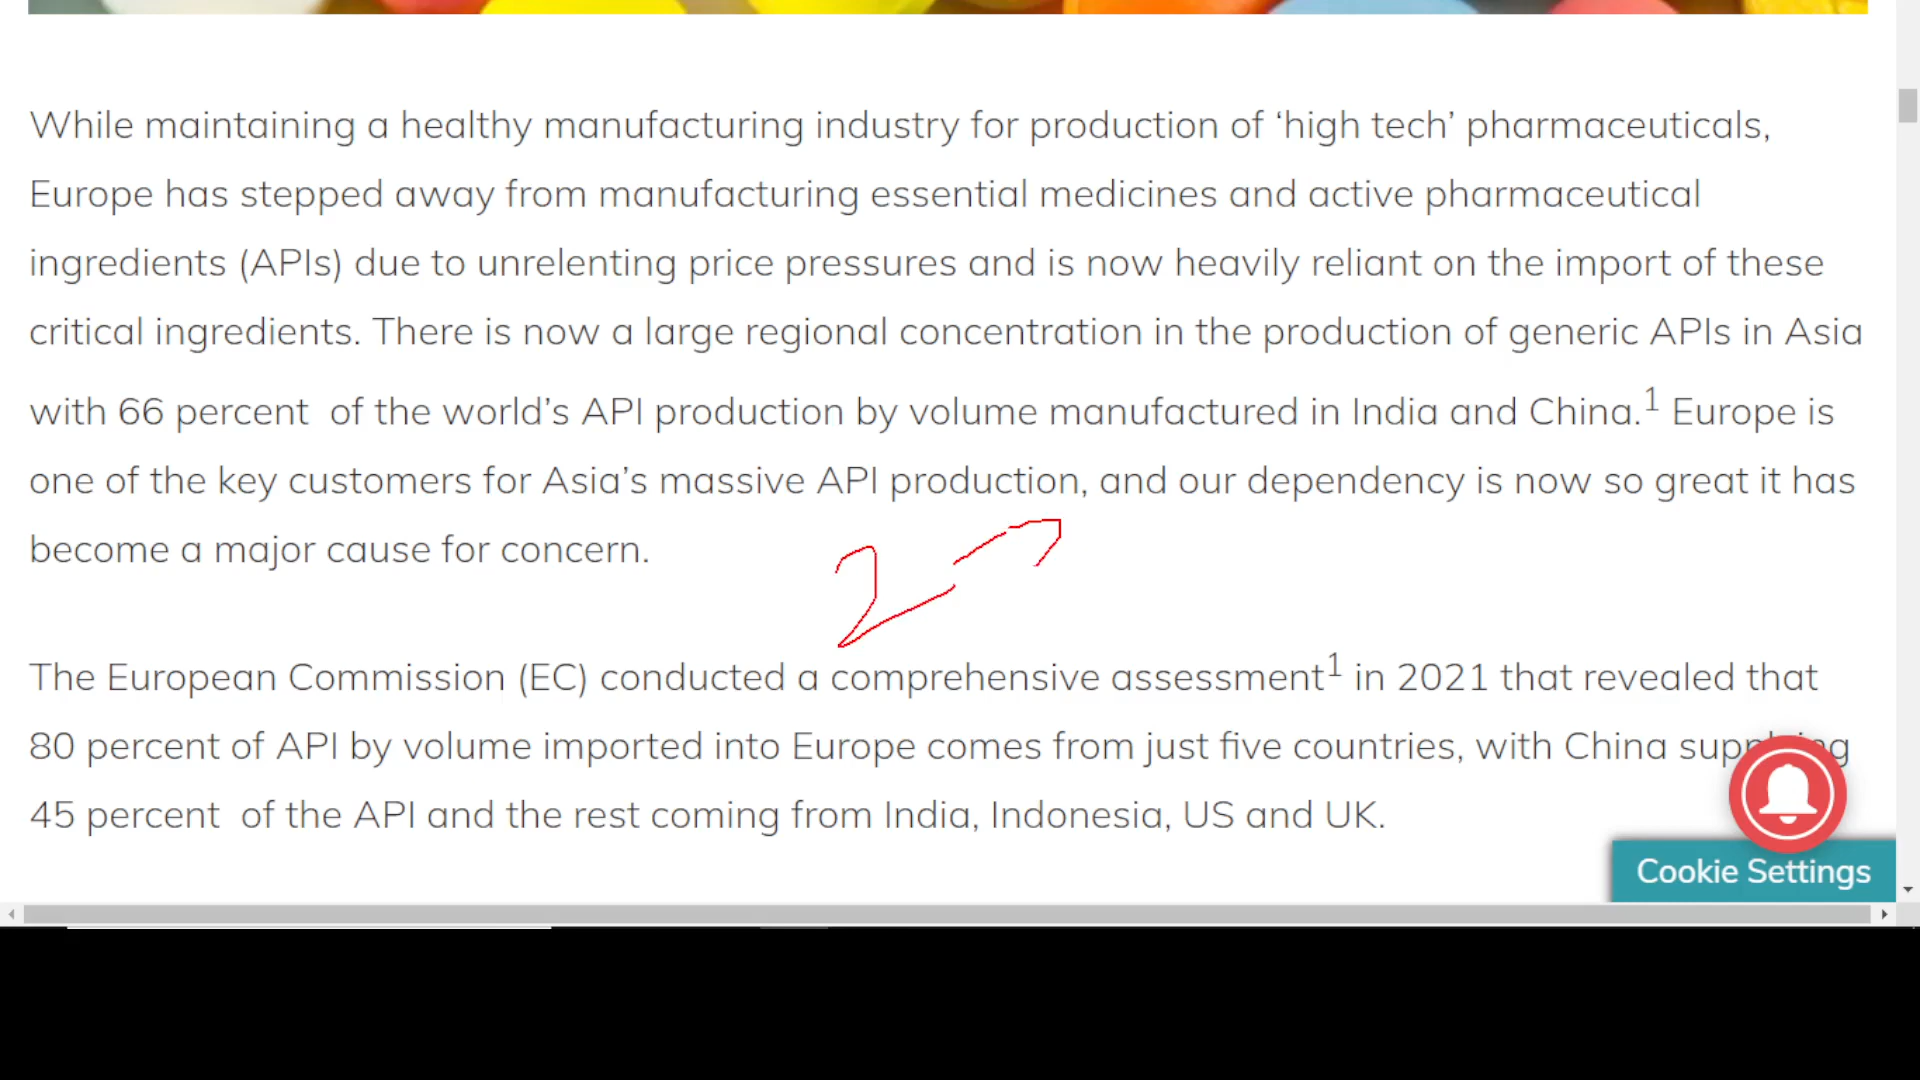 While maintaining a healthy manufacturing industry for production of ‘high tech’ pharmaceuticals,
Europe has stepped away from manufacturing essential medicines and active pharmaceutical
ingredients (APIs) due to unrelenting price pressures and is now heavily reliant on the import of these
critical ingredients. There is now a large regional concentration in the production of generic APIs in Asia
with 66 percent of the world’s API production by volume manufactured in India and China.1 Europe is
one of the key customers for Asia’s massive API production, and our dependency is now so great it has
become a major cause for concern.
2
The European Commission (EC) conducted a comprehensive assessment1 in 2021 that revealed that
80 percent of API by volume imported into Europe comes from just five countries, with China supplying
45 percent of the API and the rest coming from India, Indonesia, US and UK.
Cookie Settings